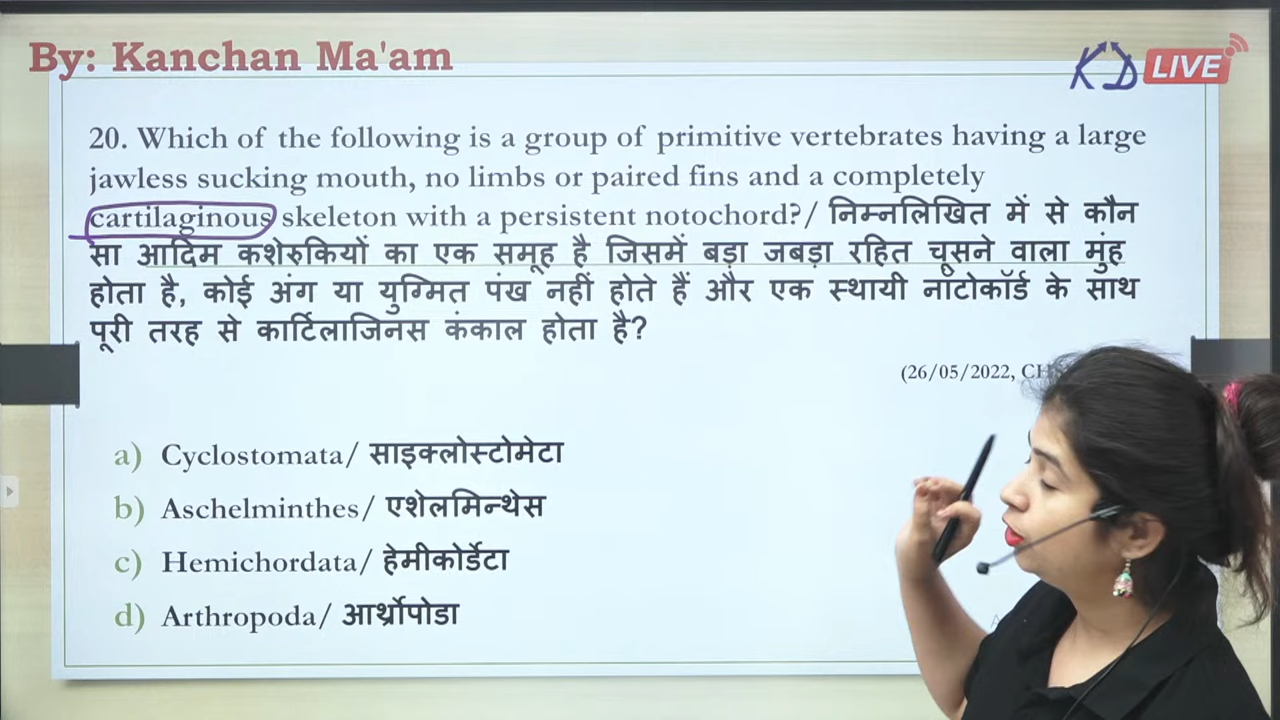 By: Kanchan Ma'am
KD LIVE
20. Which of the following is a group of primitive vertebrates having a large
jawless sucking mouth, no limbs or paired fins and a completely
cartilaginous skeleton with a persistent notochord?/ निम्नलिखित में से कौन
सा आदिम कशेरुकियों का एक समूह है जिसमें बड़ा जबड़ा रहित चूसने वाला मुंह
होता है, कोई अंग या युग्मित पंख नहीं होते हैं और एक स्थायी नॉटोकॉर्ड के साथ
पूरी तरह से कार्टिलाजिनस कंकाल होता है?
(26/05/2022,
a) Cyclostomata/ साइक्लोस्टोमेटा
b) Aschelminthes/ एशेलमिन्थेस
c) Hemichordata/ हेमीकोर्डेटा
d) Arthropoda/ आर्थ्रोपोडा